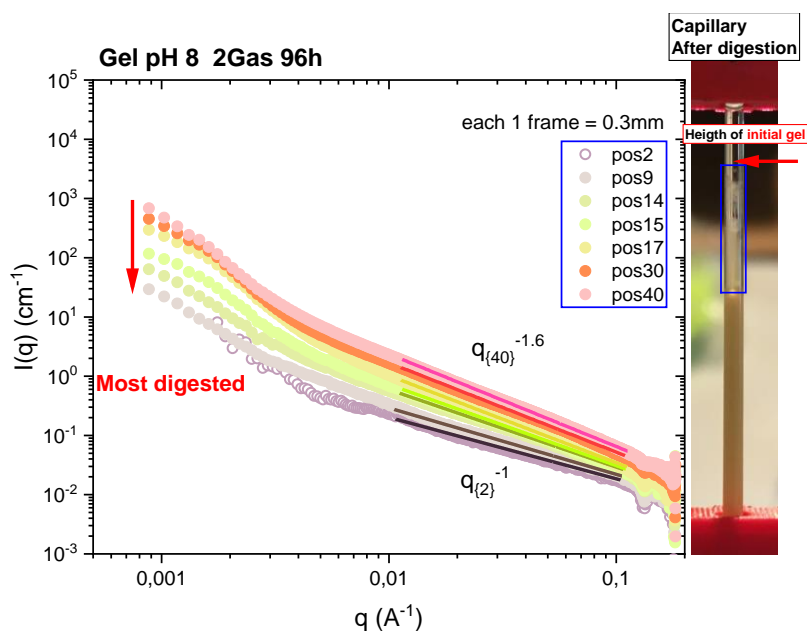 Gel pH 8 2Gas 96h
each 1 frame = 0.3mm
pos2
pos9
pos14
pos15
pos17
pos30
pos40
10^5
10^4
10^3
10^2
10^1
10^0
10^-1
10^-2
10^-3
I(q) (cm^-1)
Most digested
q_{40}^-1.6
q_{2}^-1
0,001
0,01
0,1
q (A^-1)
Capillary
After digestion
Heigth of initial gel